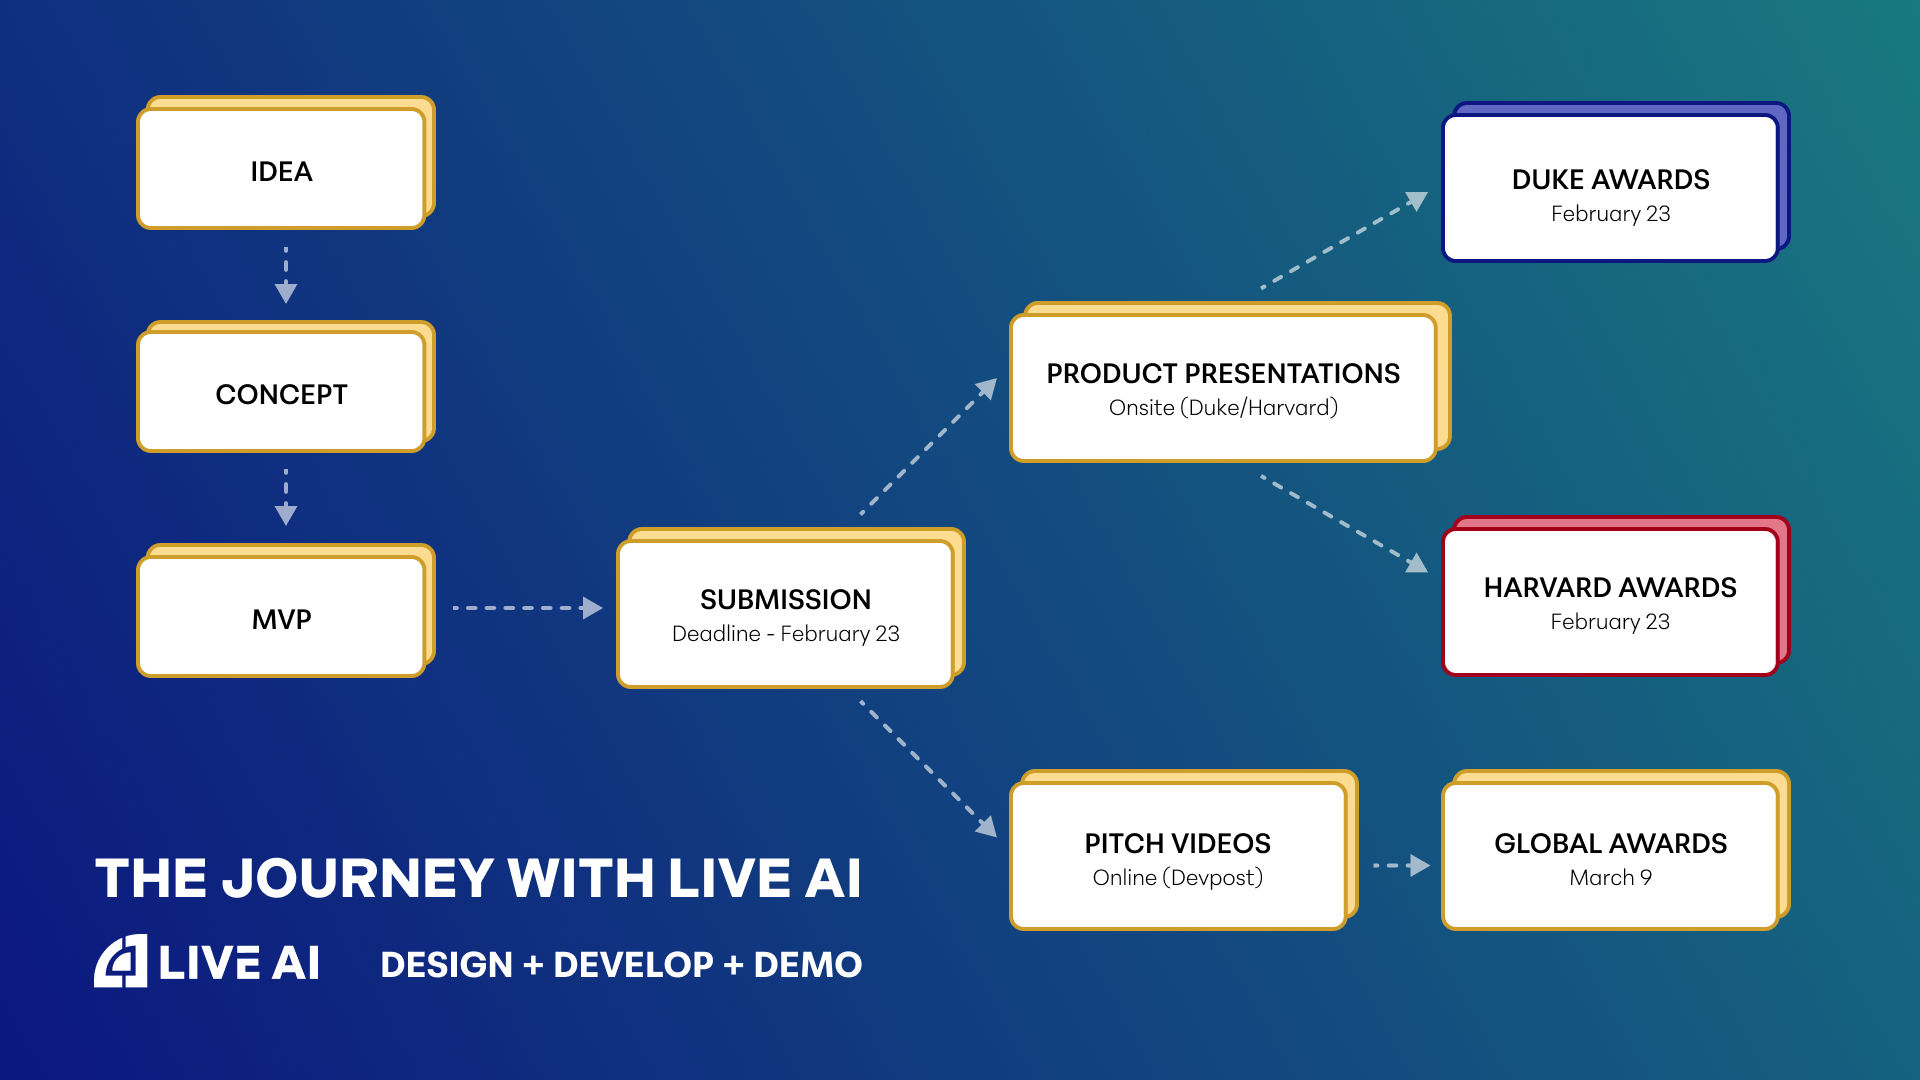 IDEA
CONCEPT
MVP
SUBMISSION
Deadline - February 23
PRODUCT PRESENTATIONS
Onsite (Duke/Harvard)
DUKE AWARDS
February 23
HARVARD AWARDS
February 23
PITCH VIDEOS
Online (Devpost)
GLOBAL AWARDS
March 9
THE JOURNEY WITH LIVE AI
LIVE AI
DESIGN + DEVELOP + DEMO